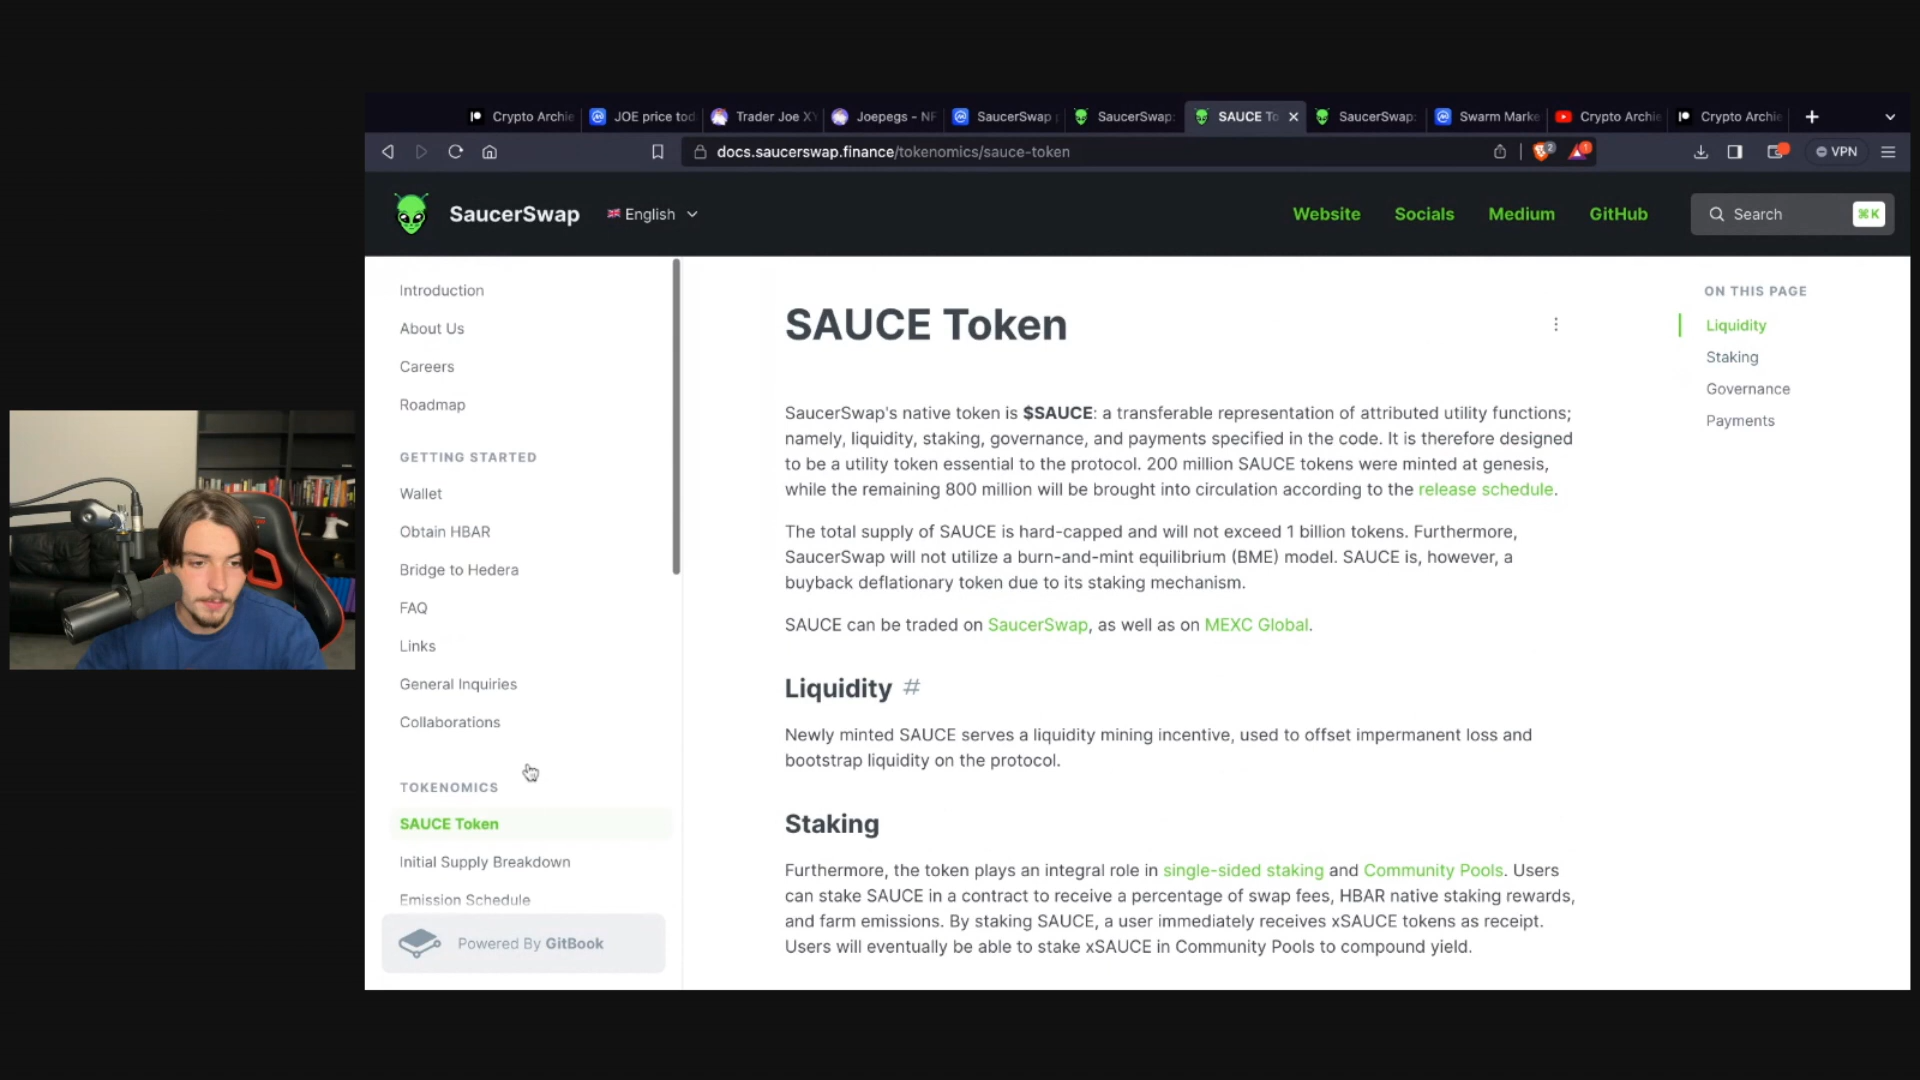 Crypto Archie
JOE price tod
Trader Joe XY
Joepegs - NF
SaucerSwap p
SaucerSwap:
SAUCE To
SaucerSwap:
Swarm Marke
Crypto Archie
Crypto Archie
docs.saucerswap.finance/tokenomics/sauce-token
2
1
VPN
SaucerSwap
English
Website
Socials
Medium
GitHub
Search
⌘K
Introduction
About Us
Careers
Roadmap
GETTING STARTED
Wallet
Obtain HBAR
Bridge to Hedera
FAQ
Links
General Inquiries
Collaborations
TOKENOMICS
SAUCE Token
Initial Supply Breakdown
Emission Schedule
Powered By GitBook
SAUCE Token
SaucerSwap's native token is $SAUCE: a transferable representation of attributed utility functions;
namely, liquidity, staking, governance, and payments specified in the code. It is therefore designed
to be a utility token essential to the protocol. 200 million SAUCE tokens were minted at genesis,
while the remaining 800 million will be brought into circulation according to the release schedule.
The total supply of SAUCE is hard-capped and will not exceed 1 billion tokens. Furthermore,
SaucerSwap will not utilize a burn-and-mint equilibrium (BME) model. SAUCE is, however, a
buyback deflationary token due to its staking mechanism.
SAUCE can be traded on SaucerSwap, as well as on MEXC Global.
Liquidity #
Newly minted SAUCE serves a liquidity mining incentive, used to offset impermanent loss and
bootstrap liquidity on the protocol.
Staking
Furthermore, the token plays an integral role in single-sided staking and Community Pools. Users
can stake SAUCE in a contract to receive a percentage of swap fees, HBAR native staking rewards,
and farm emissions. By staking SAUCE, a user immediately receives xSAUCE tokens as receipt.
Users will eventually be able to stake xSAUCE in Community Pools to compound yield.
ON THIS PAGE
Liquidity
Staking
Governance
Payments